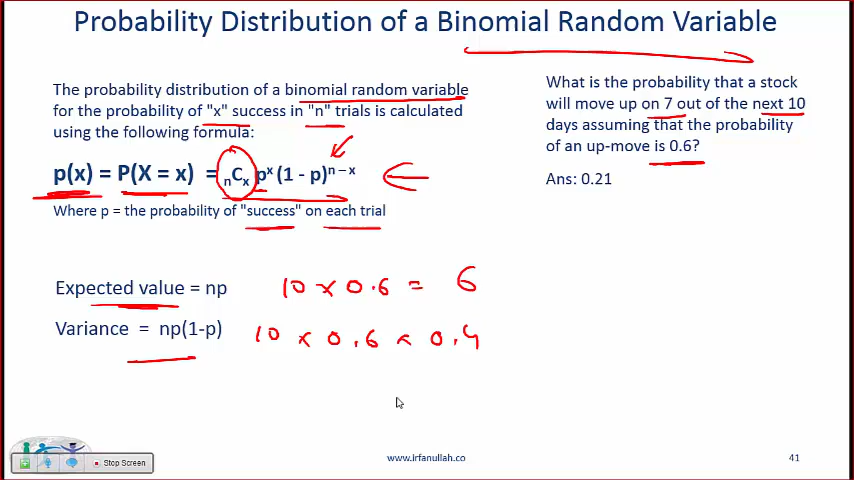 Probability Distribution of a Binomial Random Variable
The probability distribution of a binomial random variable
for the probability of "x" success in "n" trials is calculated
using the following formula:
p(x) = P(X = x) = ₙCₓ pˣ (1 - p)ⁿ⁻ˣ
Where p = the probability of "success" on each trial
Expected value = np 10 × 0.6 = 6
Variance = np(1-p) 10 × 0.6 × 0.4
What is the probability that a stock
will move up on 7 out of the next 10
days assuming that the probability
of an up-move is 0.6?
Ans: 0.21
Stop Screen
www.irfanullah.co
41